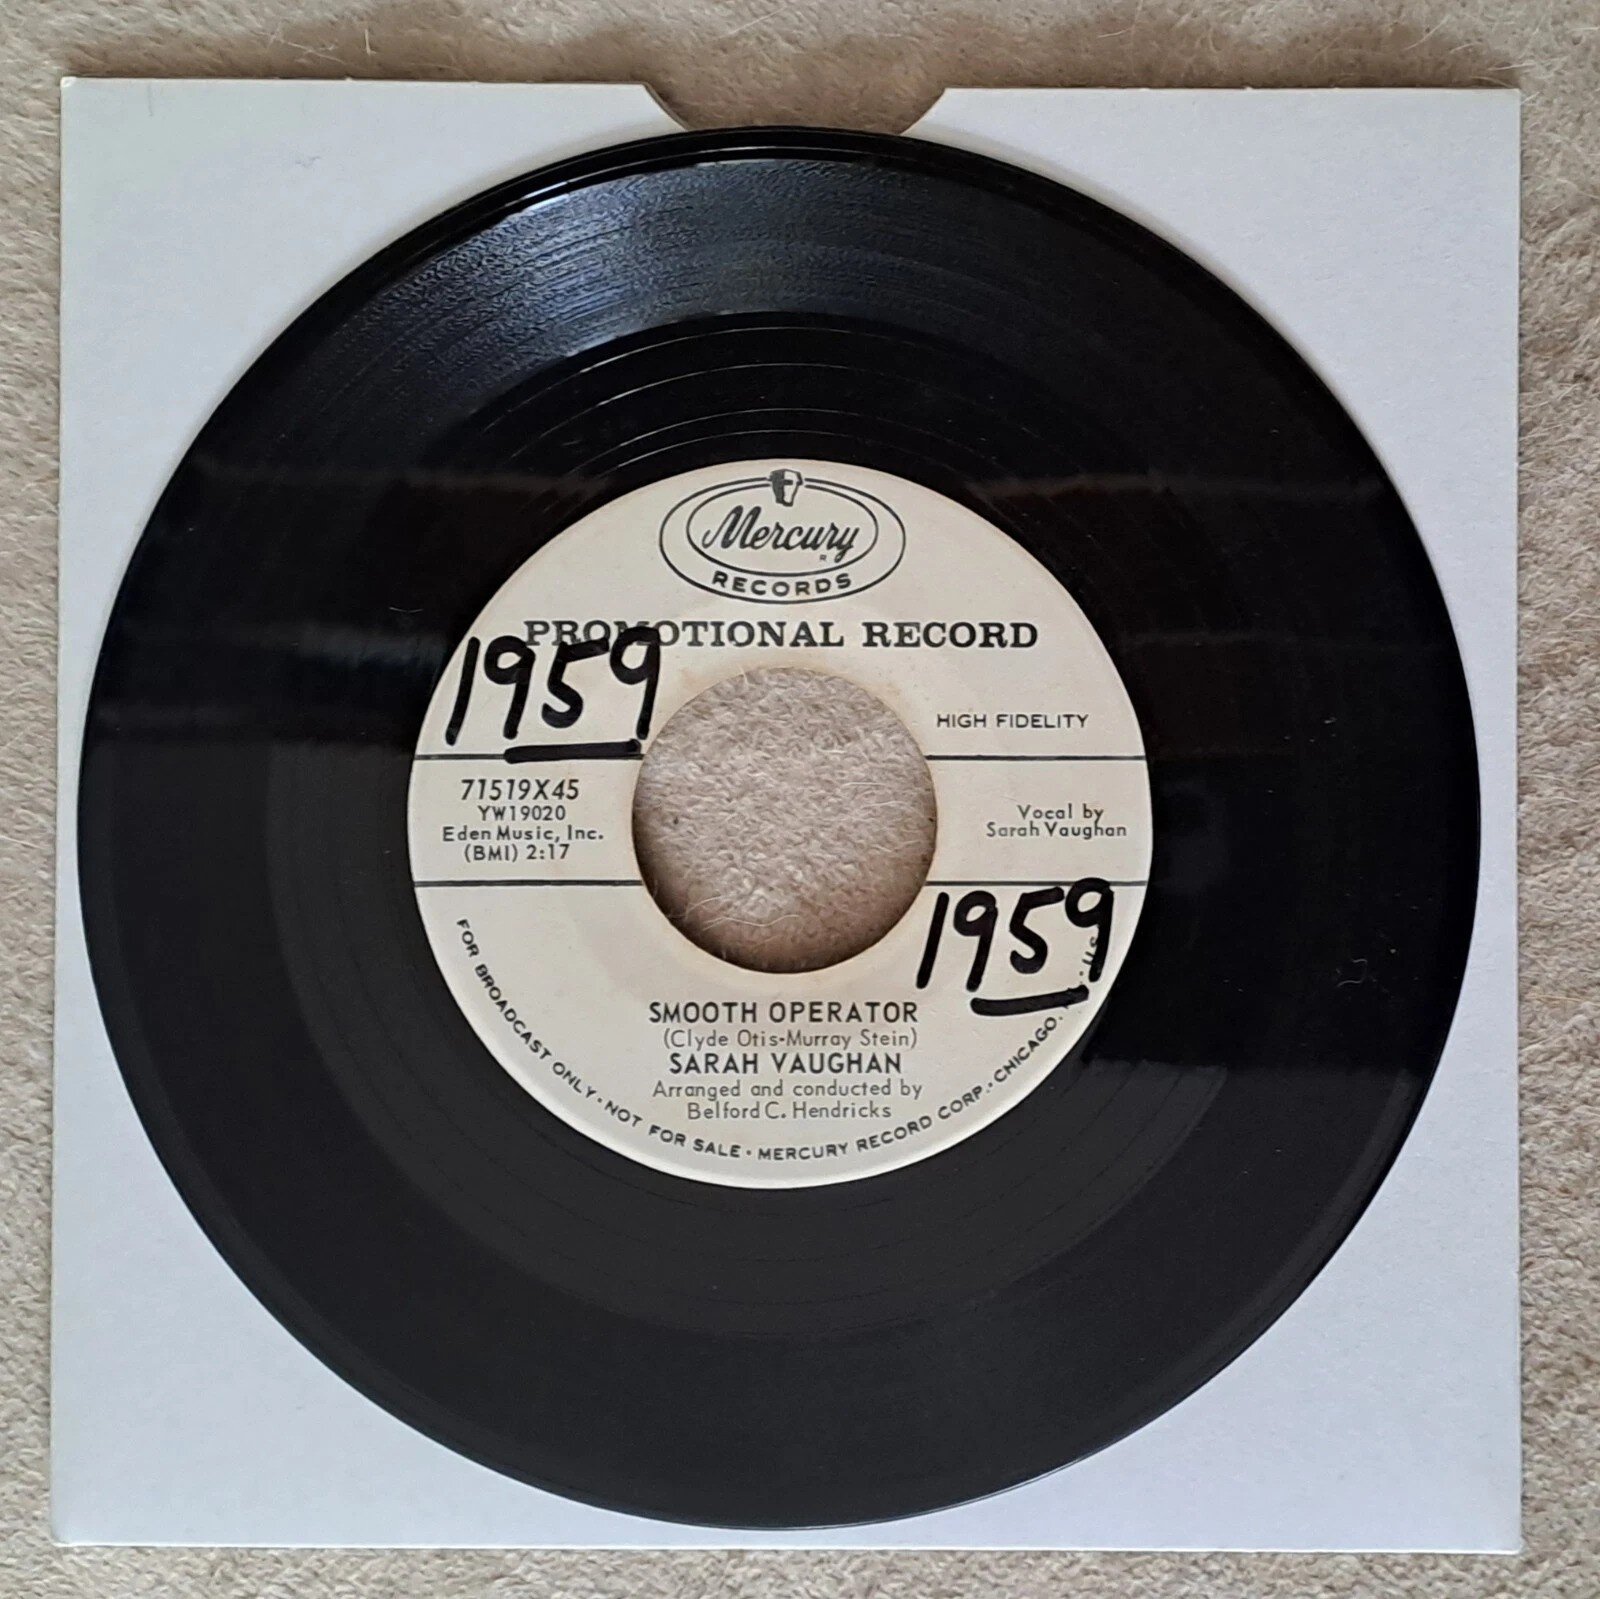 Mercury
R
RECORDS
PROMOTIONAL RECORD
1959
HIGH FIDELITY
71519X45
YW19020
Eden Music, Inc.
(BMI) 2:17
Vocal by
Sarah Vaughan
1959
SMOOTH OPERATOR
(Clyde Otis-Murray Stein)
SARAH VAUGHAN
Arranged and conducted by
Belford C. Hendricks
FOR BROADCAST ONLY · NOT FOR SALE · MERCURY RECORD CORP. · CHICAGO,